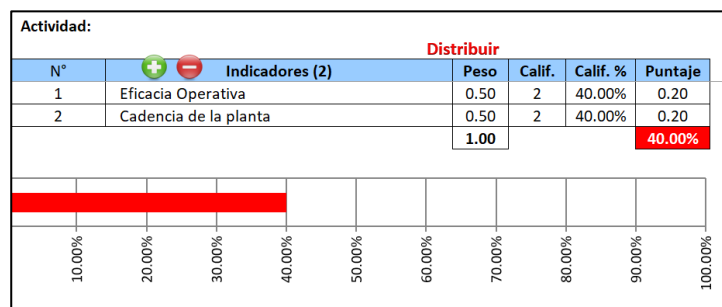 Actividad:
Distribuir
N° Indicadores (2) Peso Calif. Calif. % Puntaje
1 Eficacia Operativa 0.50 2 40.00% 0.20
2 Cadencia de la planta 0.50 2 40.00% 0.20
1.00 40.00%
10.00% 20.00% 30.00% 40.00% 50.00% 60.00% 70.00% 80.00% 90.00% 100.00%